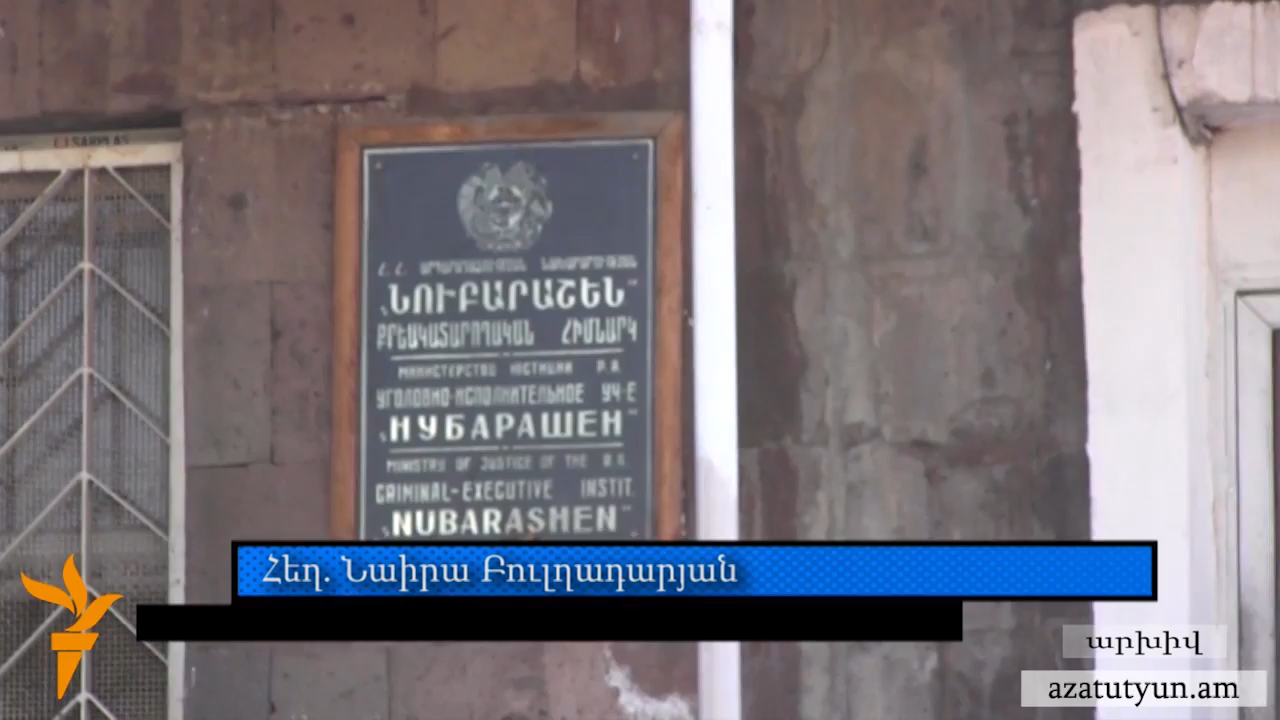 Հ.Հ. ԱՐԴԱՐԱԴԱՏՈՒԹՅԱՆ ՆԱԽԱՐԱՐՈՒԹՅՈՒՆ
„ՆՈՒԲԱՐԱՇԵՆ”
ՔՐԵԱԿԱՏԱՐՈՂԱԿԱՆ ՀԻՄՆԱՐԿ
МИНИСТЕРСТВО ЮСТИЦИИ Р.А.
УГОЛОВНО-ИСПОЛНИТЕЛЬНОЕ УЧ-Е
„НУБАРАШЕН”
MINISTRY OF JUSTICE OF THE R.A.
CRIMINAL-EXECUTIVE INSTIT.
„NUBARASHEN”
Հեղ. Նաիրա Բուլղադարյան
արխիվ
azatutyun.am